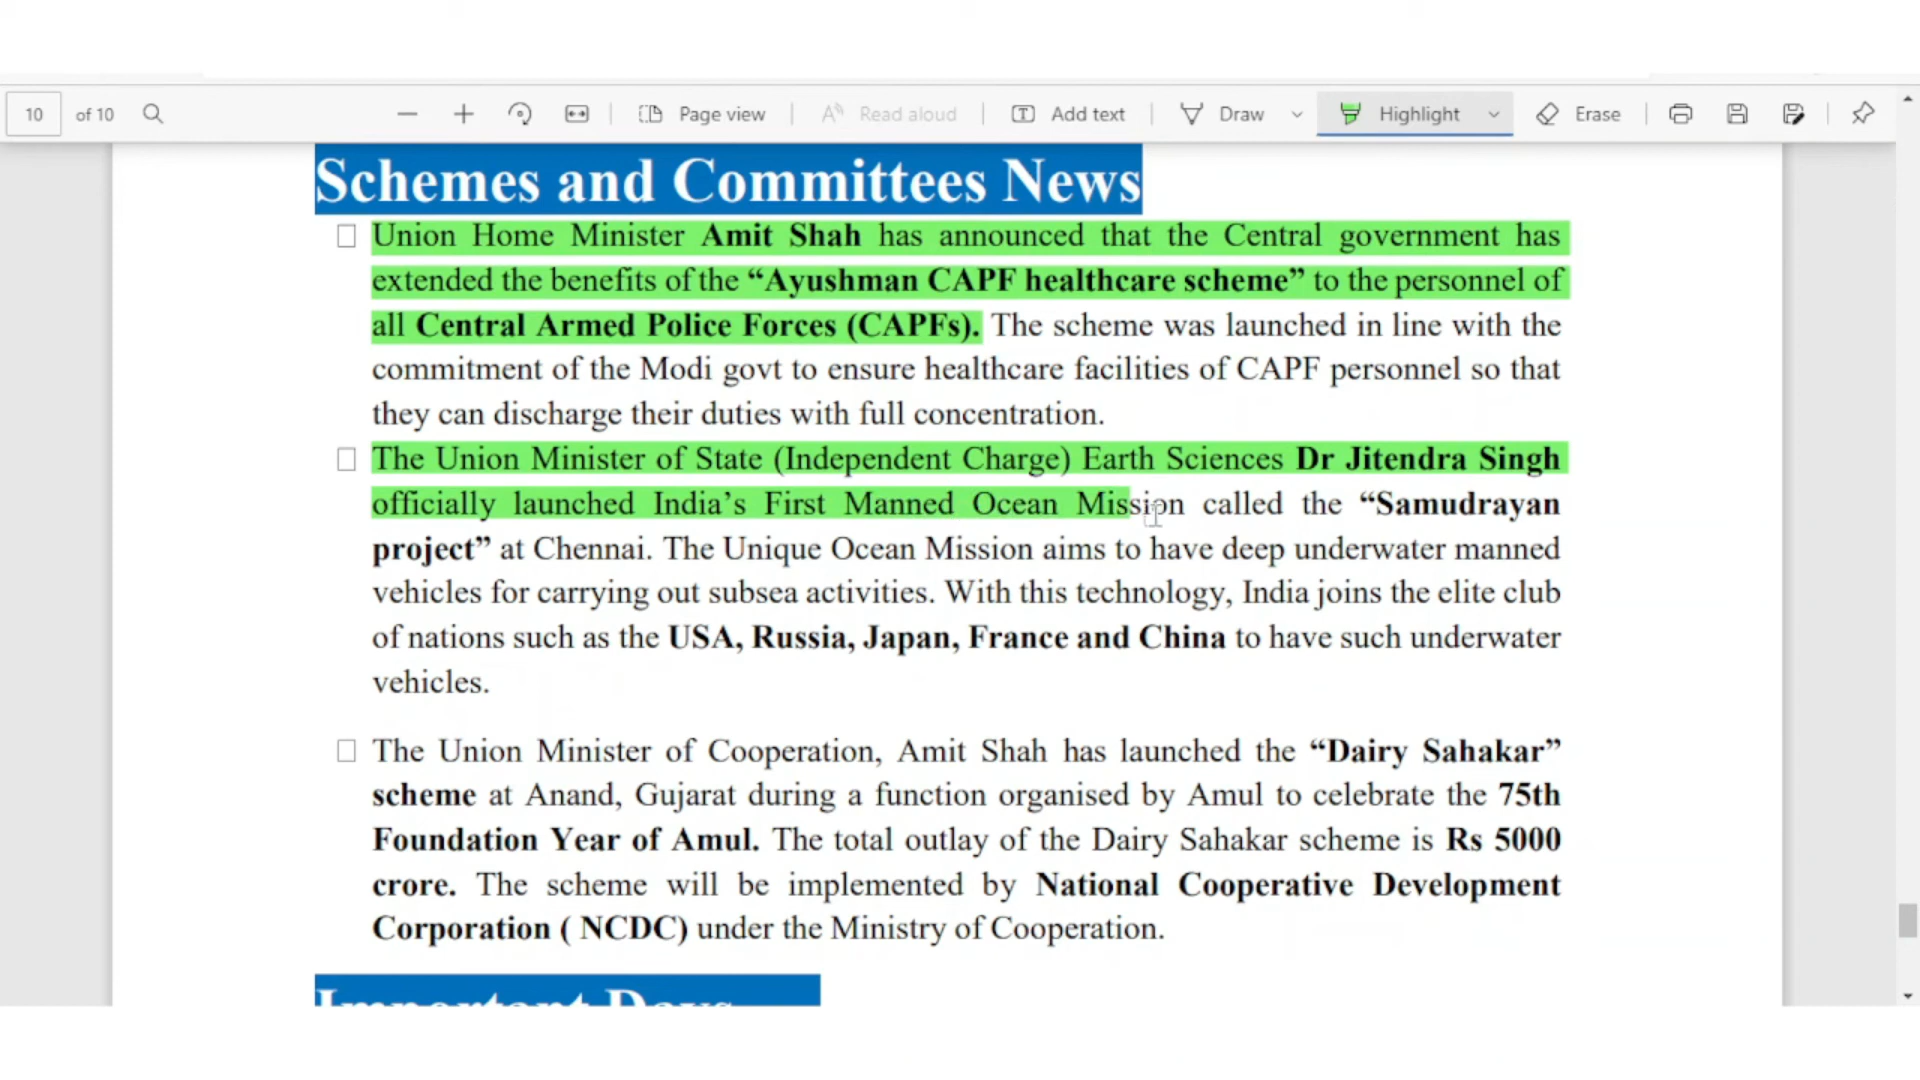 10 of 10 Page view Read aloud Add text Draw Highlight Erase
Schemes and Committees News
Union Home Minister Amit Shah has announced that the Central government has
extended the benefits of the “Ayushman CAPF healthcare scheme” to the personnel of
all Central Armed Police Forces (CAPFs). The scheme was launched in line with the
commitment of the Modi govt to ensure healthcare facilities of CAPF personnel so that
they can discharge their duties with full concentration.
The Union Minister of State (Independent Charge) Earth Sciences Dr Jitendra Singh
officially launched India’s First Manned Ocean Mission called the “Samudrayan
project” at Chennai. The Unique Ocean Mission aims to have deep underwater manned
vehicles for carrying out subsea activities. With this technology, India joins the elite club
of nations such as the USA, Russia, Japan, France and China to have such underwater
vehicles.
The Union Minister of Cooperation, Amit Shah has launched the “Dairy Sahakar”
scheme at Anand, Gujarat during a function organised by Amul to celebrate the 75th
Foundation Year of Amul. The total outlay of the Dairy Sahakar scheme is Rs 5000
crore. The scheme will be implemented by National Cooperative Development
Corporation ( NCDC) under the Ministry of Cooperation.
Important Days